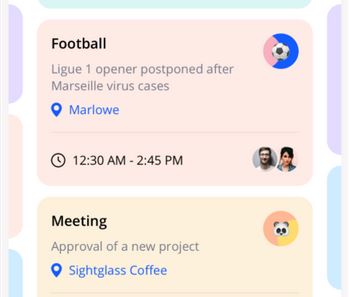 Football
Ligue 1 opener postponed after
Marseille virus cases
Marlowe
12:30 AM - 2:45 PM
Meeting
Approval of a new project
Sightglass Coffee